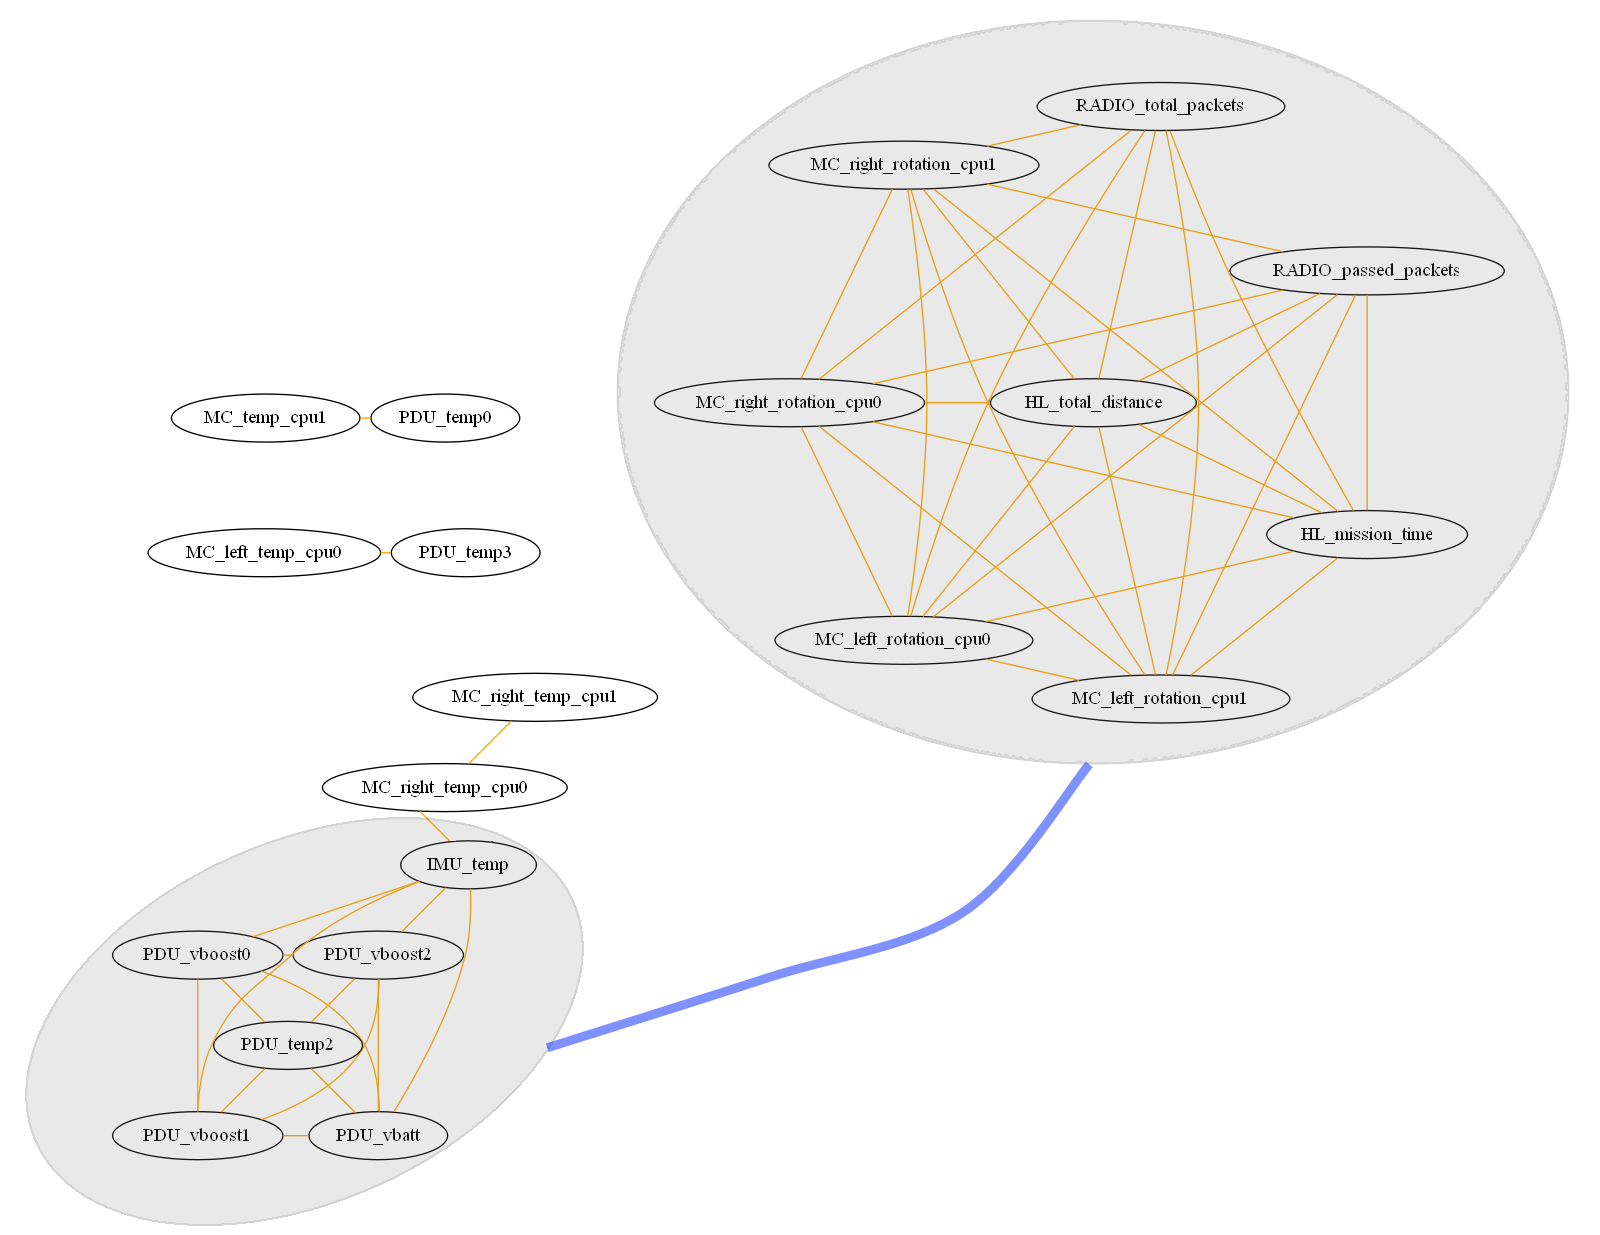 RADIO_total_packets
MC_right_rotation_cpu1
RADIO_passed_packets
MC_right_rotation_cpu0
HL_total_distance
MC_temp_cpu1
PDU_temp0
HL_mission_time
MC_left_temp_cpu0
PDU_temp3
MC_left_rotation_cpu0
MC_right_temp_cpu1
MC_left_rotation_cpu1
MC_right_temp_cpu0
IMU_temp
PDU_vboost0
PDU_vboost2
PDU_temp2
PDU_vboost1
PDU_vbatt